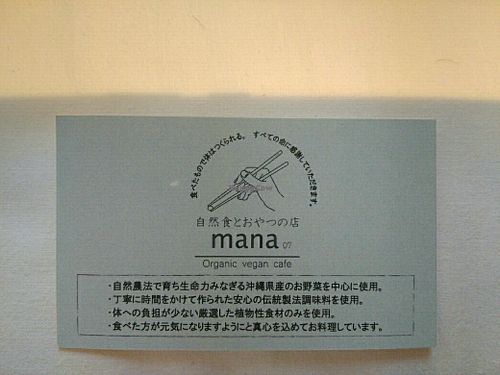 食べたもので体はつくられる。 すべての命に感謝していただきます。
自然食とおやつの店
mana 07
Organic vegan cafe
・自然農法で育ち生命力みなぎる沖縄県産のお野菜を中心に使用。
・丁寧に時間をかけて作られた安心の伝統製法調味料を使用。
・体への負担が少ない厳選した植物性食材のみを使用。
・食べた方が元気になりますようにと真心を込めてお料理しています。